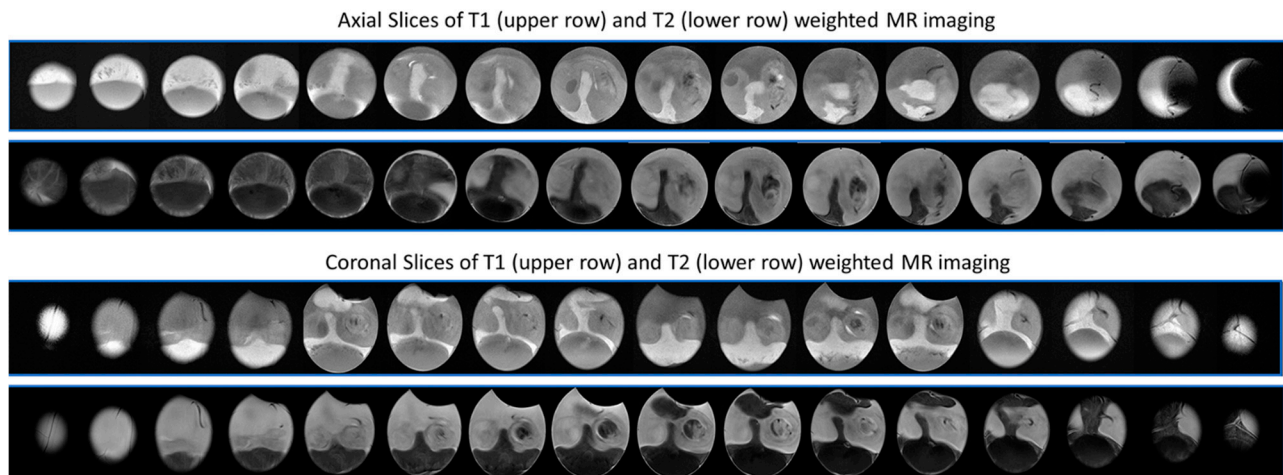 Axial Slices of T1 (upper row) and T2 (lower row) weighted MR imaging
Coronal Slices of T1 (upper row) and T2 (lower row) weighted MR imaging